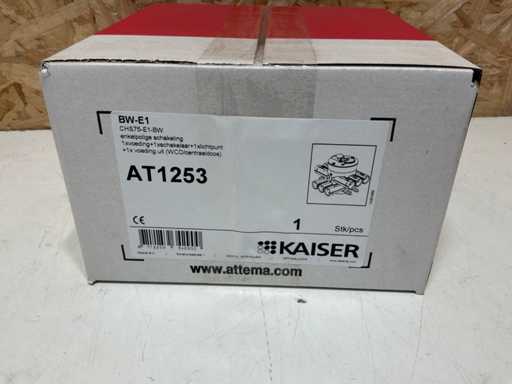 BW-E1
CHS75-E1-BW
enkelpolige schakeling
1xvoeding+1xschakelaar+1xlichtpunt
+1x voeding uit (WCD/centraaldoos)
AT1253
CE
1
Stk/pcs
KAISER
www.attema.com